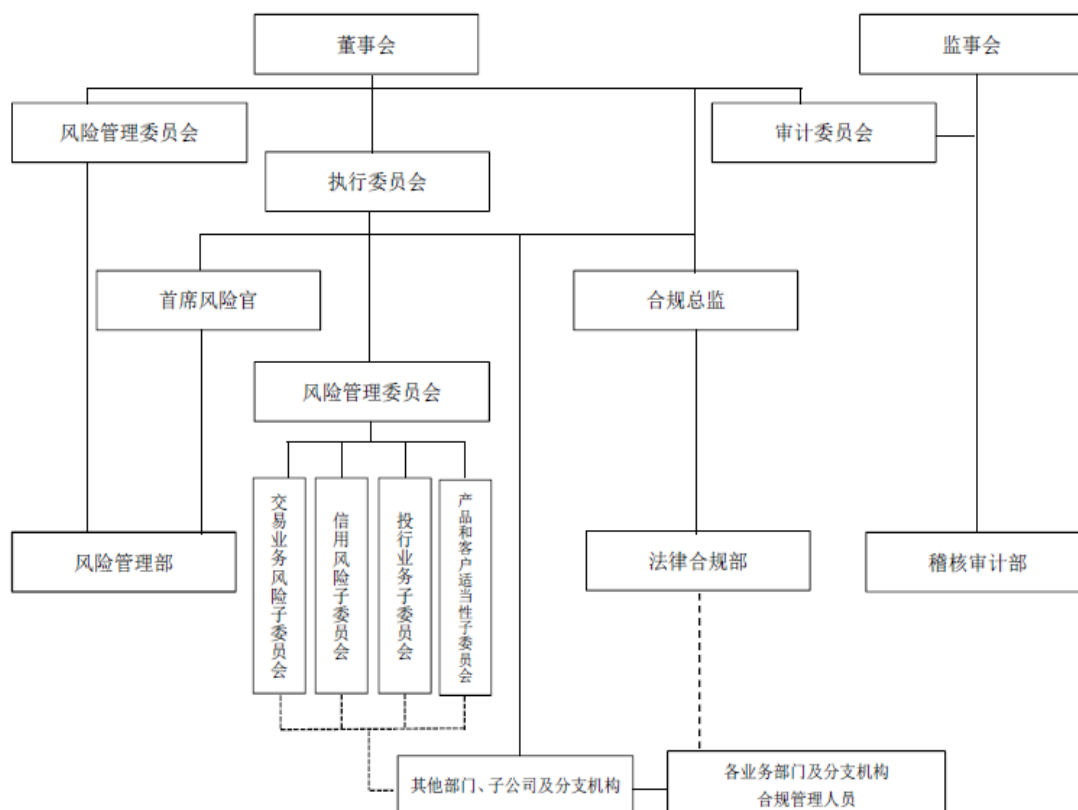 董事会
监事会
风险管理委员会
审计委员会
执行委员会
首席风险官
合规总监
风险管理委员会
交易业务风险子委员会
信用风险子委员会
投行业务子委员会
产品和客户适当性子委员会
风险管理部
法律合规部
稽核审计部
其他部门、子公司及分支机构
各业务部门及分支机构
合规管理人员